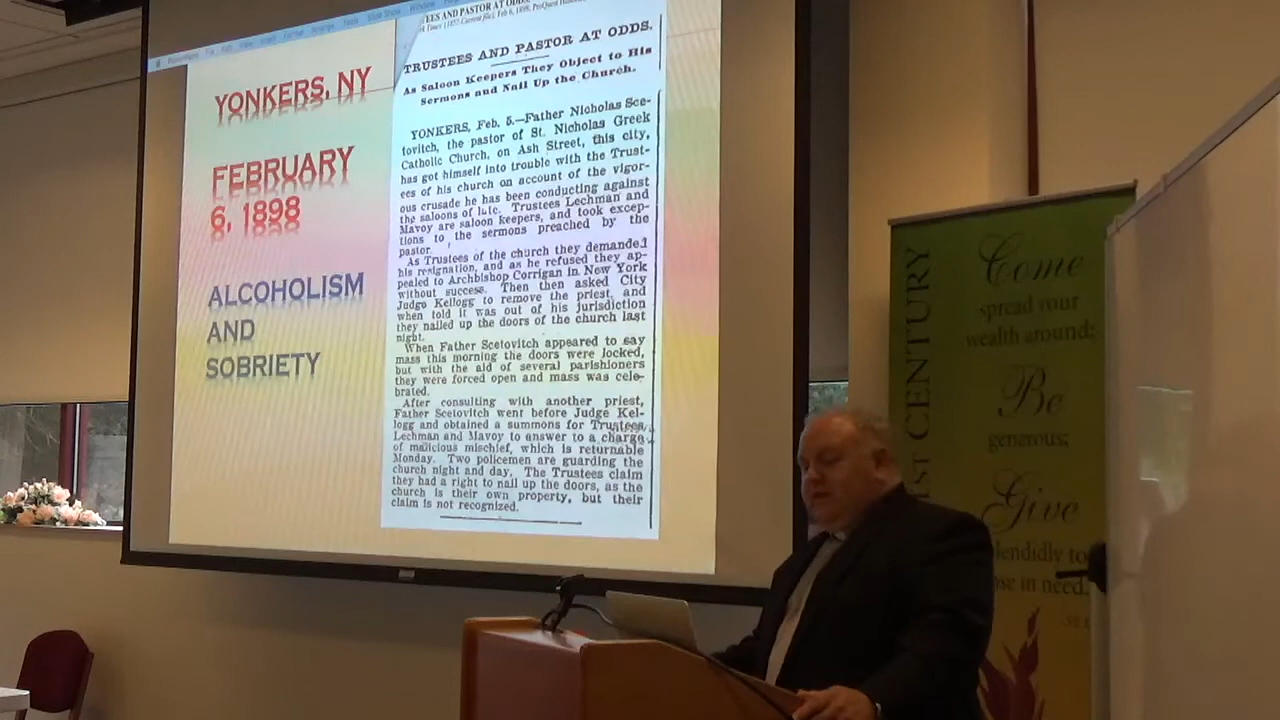 YONKERS, NY
FEBRUARY
6, 1898
ALCOHOLISM
AND
SOBRIETY
TRUSTEES AND PASTOR AT ODDS.
As Saloon Keepers They Object to His
Sermons and Nail Up the Church.
YONKERS, Feb. 5.—Father Nicholas Sce-
tovitch, the pastor of St. Nicholas Greek
Catholic Church, on Ash Street, this city,
has got himself into trouble with the Trust-
ees of his church on account of the vigor-
ous crusade he has been conducting against
the saloons of late. Trustees Lechman and
Mavoy are saloon keepers, and took excep-
tions to the sermons preached by the
pastor.
As Trustees of the church they demanded
his resignation, and as he refused they ap-
pealed to Archbishop Corrigan in New York
without success. Then then asked City
Judge Kellogg to remove the priest, and
when told it was out of his jurisdiction
they nailed up the doors of the church last
night.
When Father Scetovitch appeared to say
mass this morning the doors were locked,
but with the aid of several parishioners
they were forced open and mass was cele-
brated.
After consulting with another priest,
Father Scetovitch went before Judge Kel-
logg and obtained a summons for Trustees
Lechman and Mavoy to answer to a charge
of malicious mischief, which is returnable
Monday. Two policemen are guarding the
church night and day. The Trustees claim
they had a right to nail up the doors, as the
church is their own property, but their
claim is not recognized.
ST CENTURY
Come
spread your
wealth around;
Be
generous;
Give
to
in need.